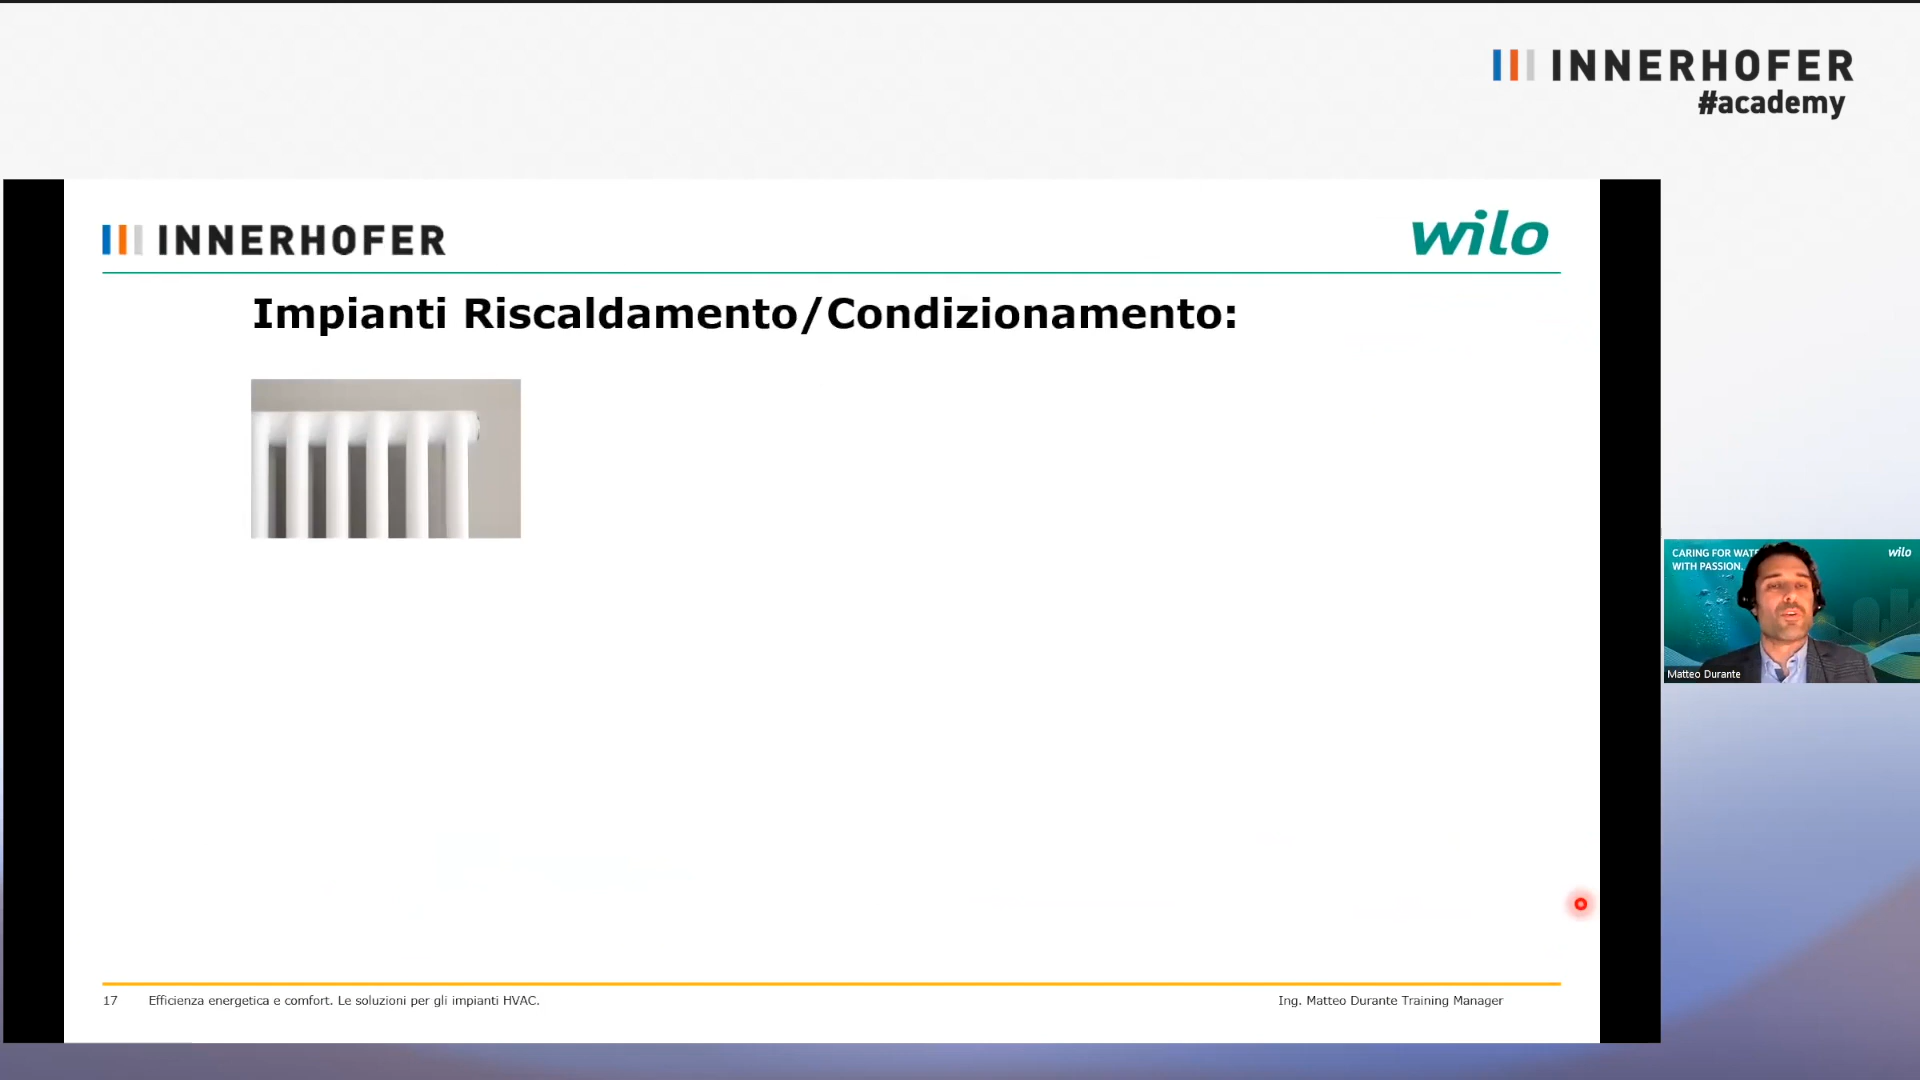 INNERHOFER
#academy
INNERHOFER
wilo
Impianti Riscaldamento/Condizionamento:
CARING FOR WATE
WITH PASSION.
wilo
Matteo Durante
17
Efficienza energetica e comfort. Le soluzioni per gli impianti HVAC.
Ing. Matteo Durante Training Manager